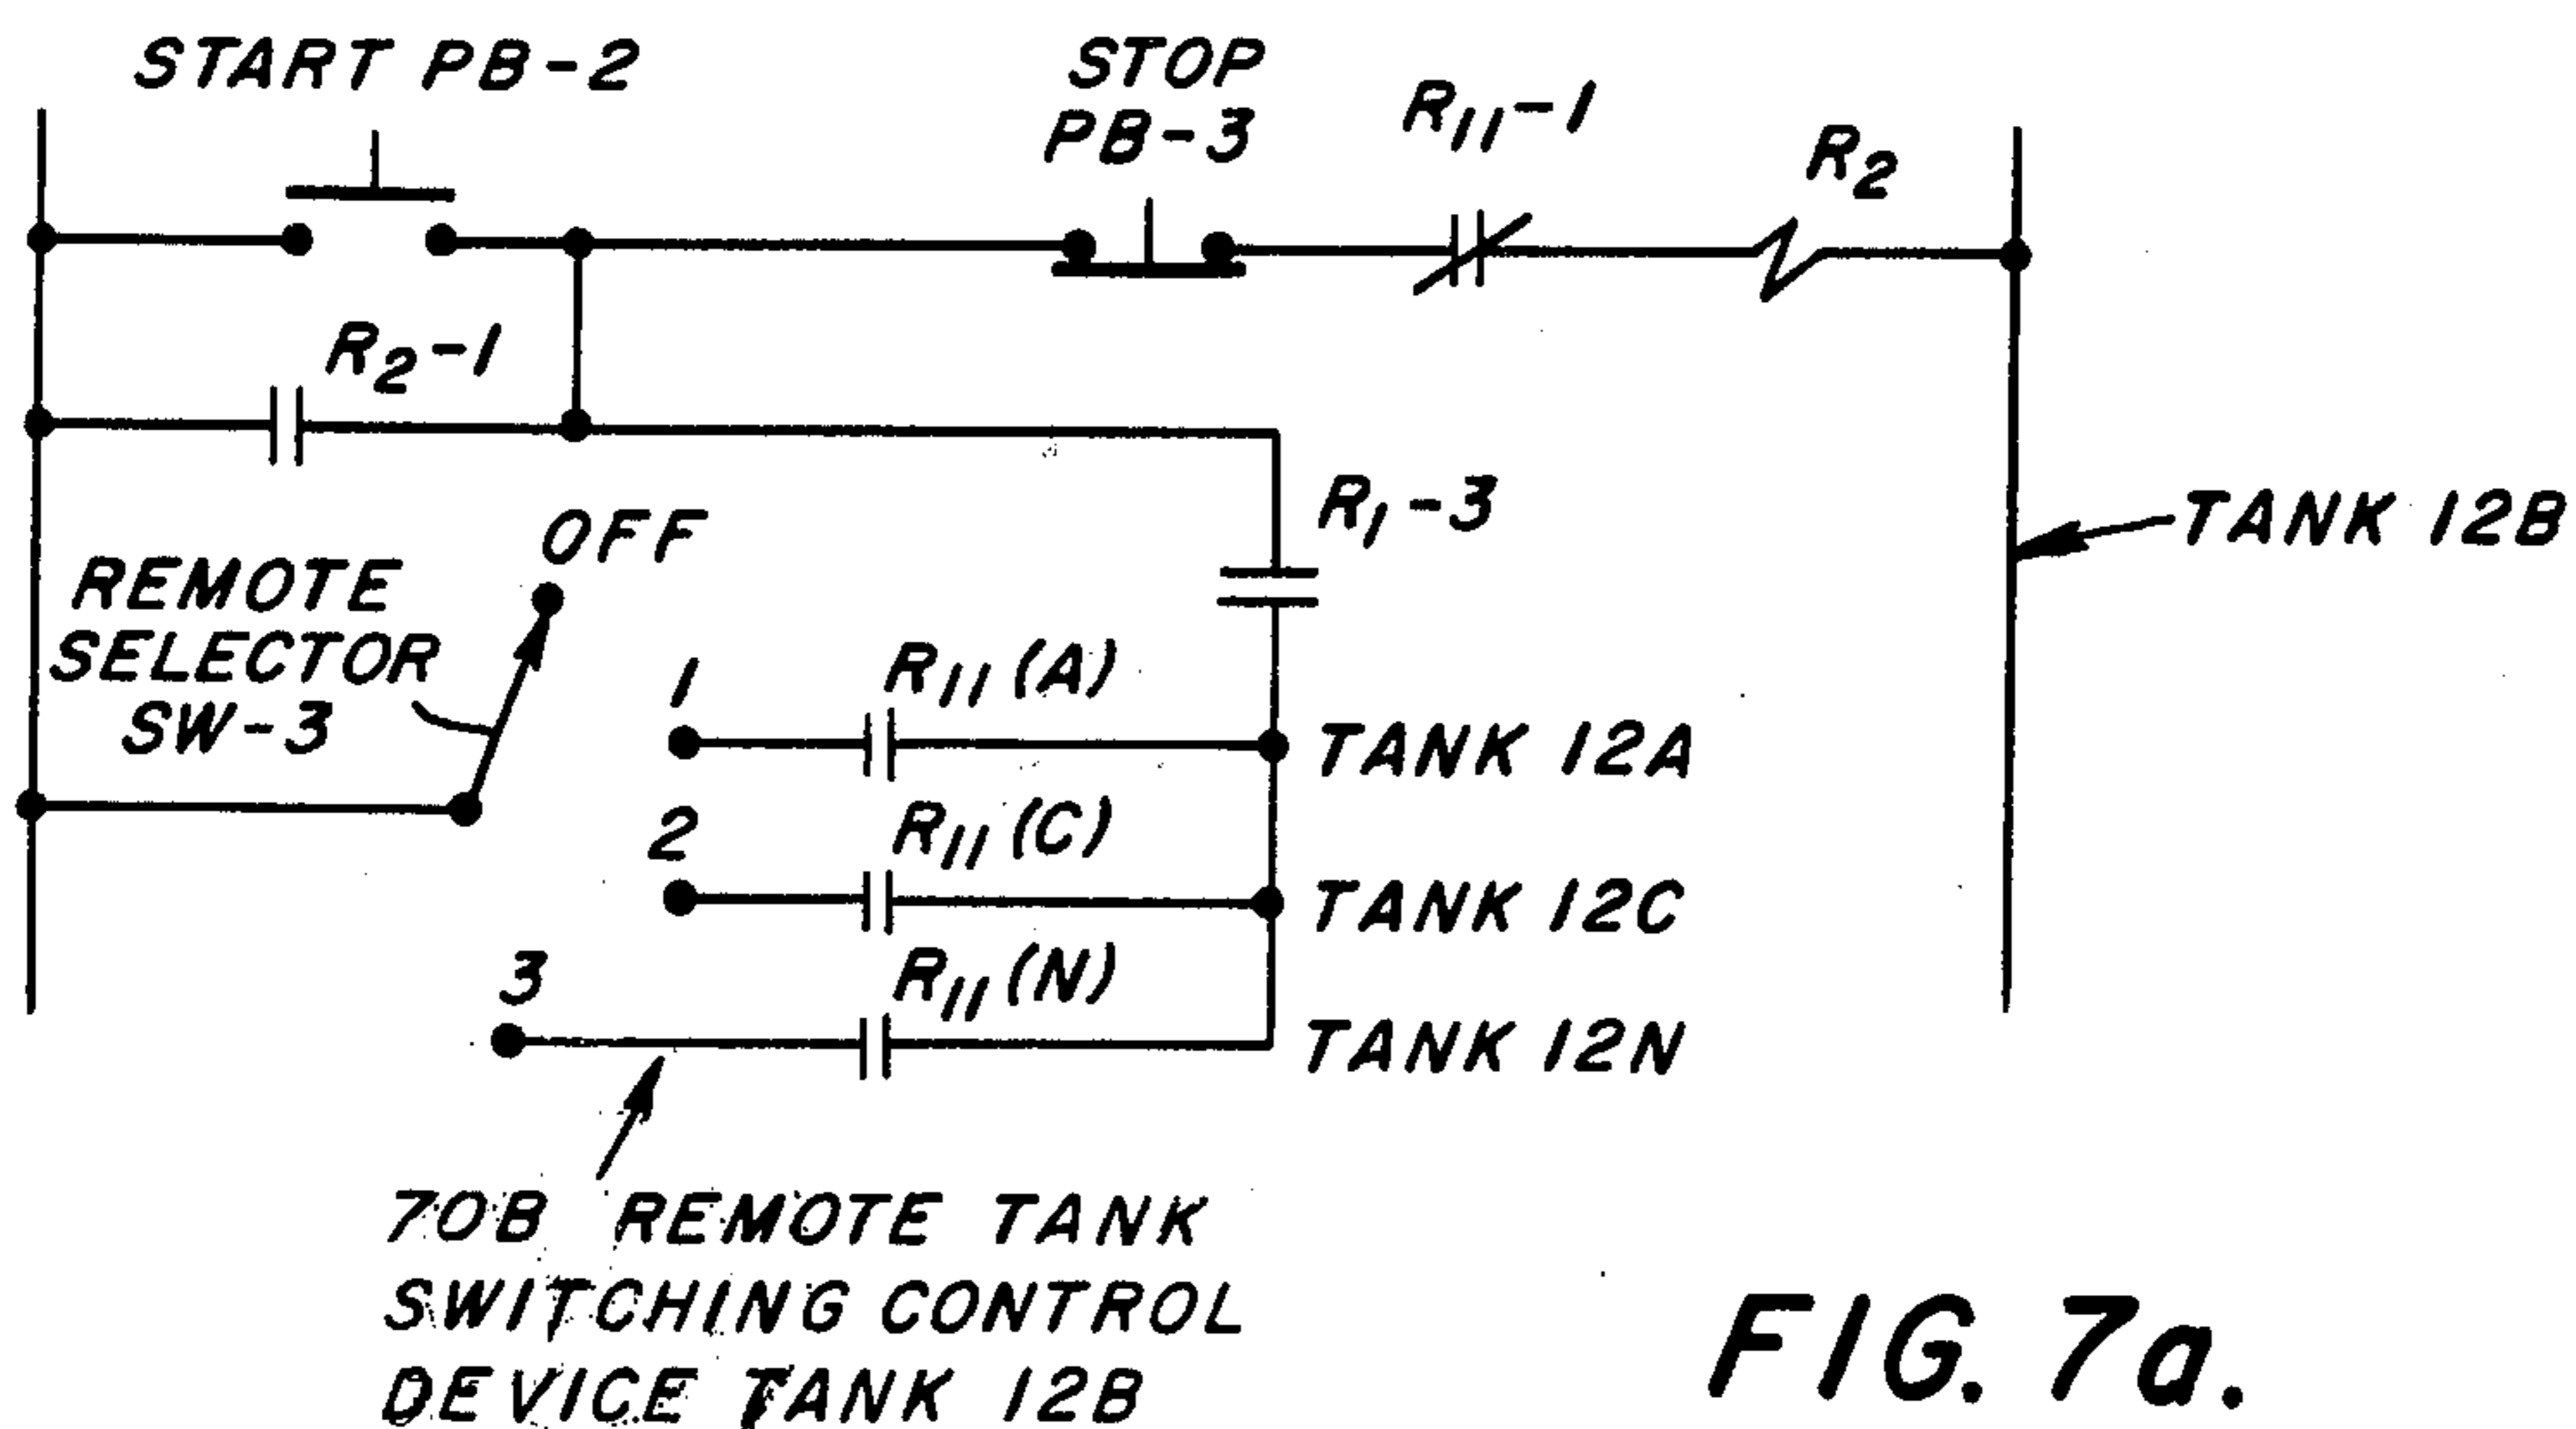 START PB-2
STOP
PB-3
R11-1
R2
R2-1
R1-3
OFF
REMOTE
SELECTOR
SW-3
TANK 12B
1
R11 (A)
TANK 12A
2
R11 (C)
TANK 12C
3
R11 (N)
TANK 12N
70B REMOTE TANK
SWITCHING CONTROL
DEVICE TANK 12B
FIG. 7a.